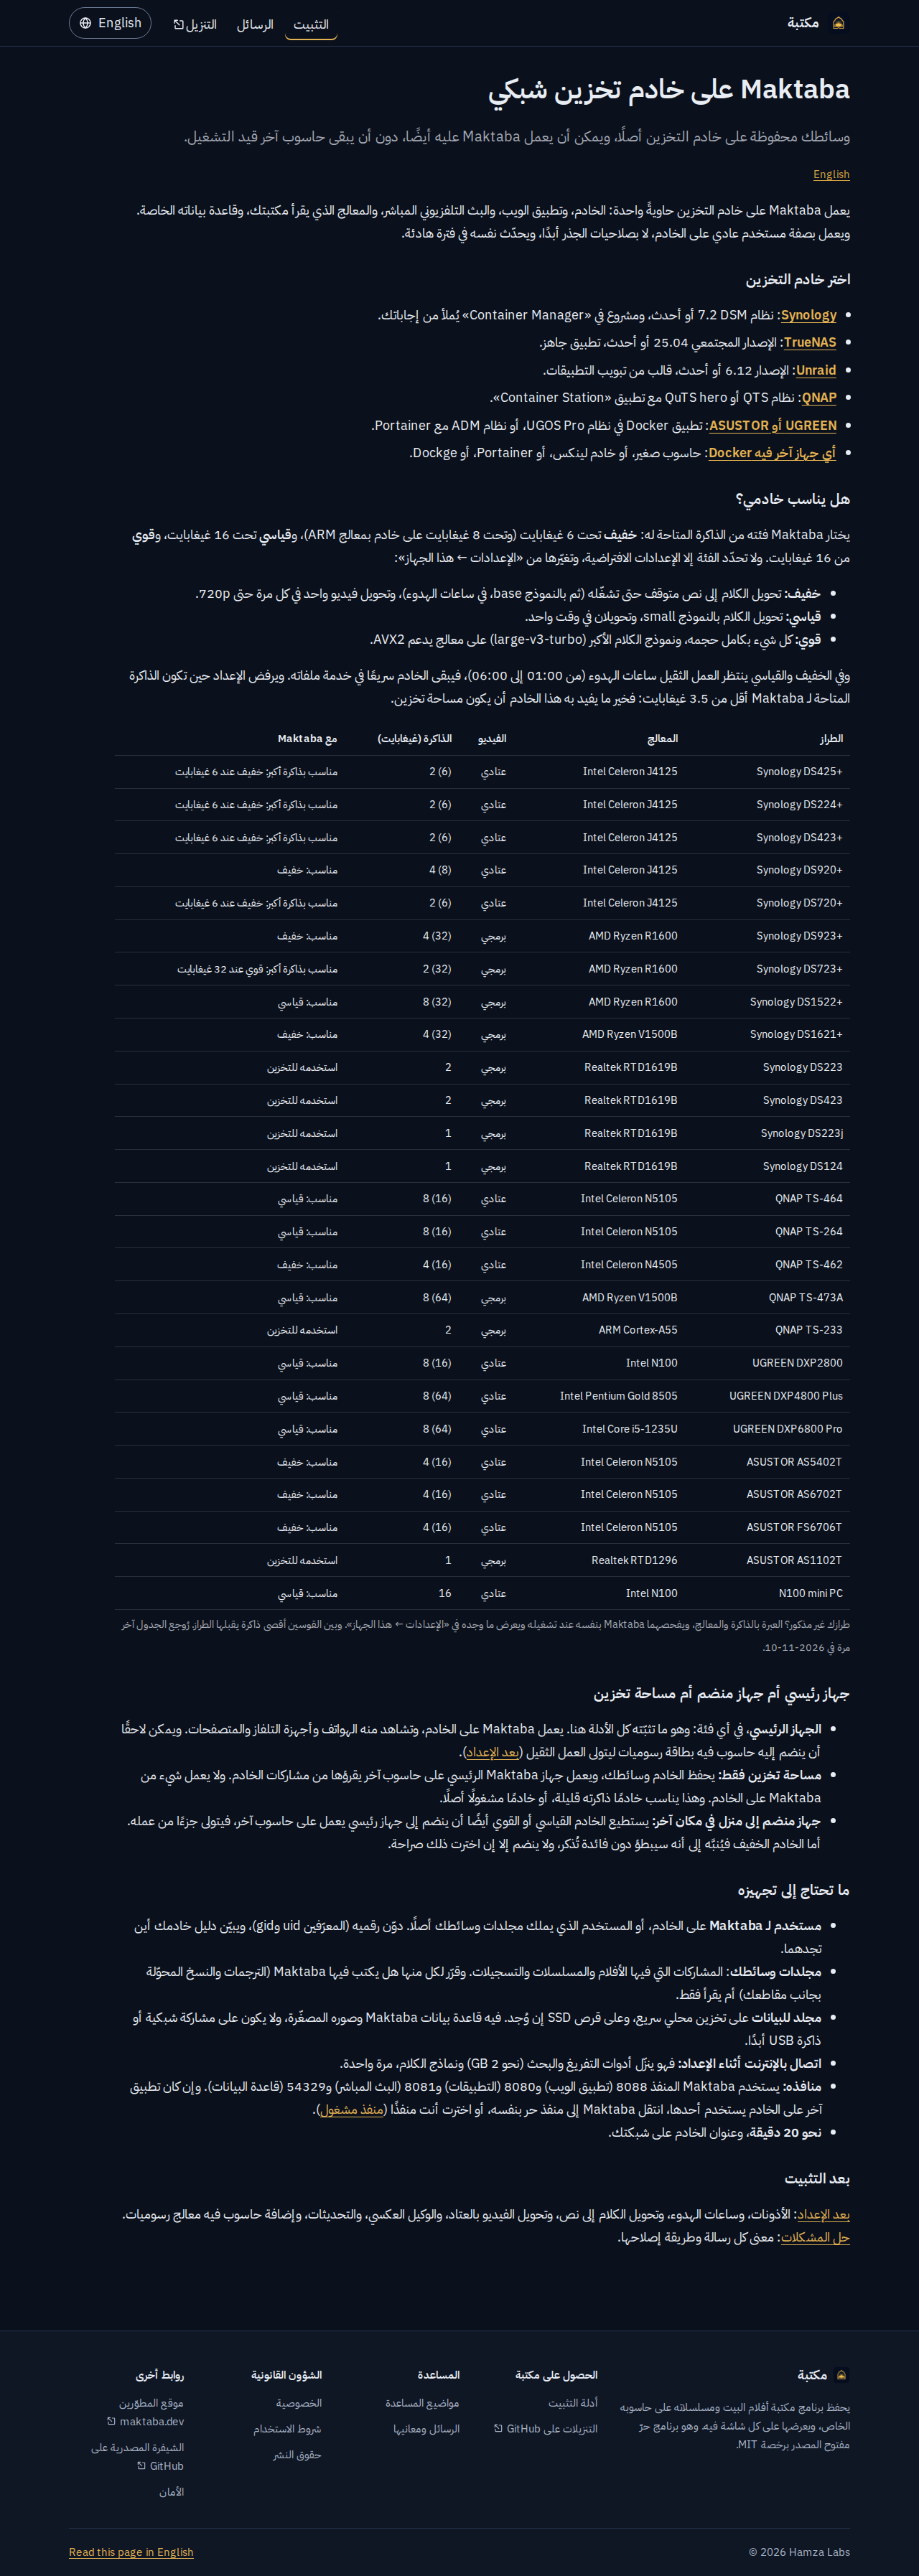 مكتبة
التثبيت
الرسائل
التنزيل
English
Maktaba على خادم تخزين شبكي
وسائطك محفوظة على خادم التخزين أصلًا، ويمكن أن يعمل Maktaba عليه أيضًا، دون أن يبقى حاسوب آخر قيد التشغيل.
English
يعمل Maktaba على خادم التخزين حاويةً واحدة: الخادم، وتطبيق الويب، والبث التلفزيوني المباشر، والمعالج الذي يقرأ مكتبتك، وقاعدة بياناته الخاصة.
ويعمل بصفة مستخدم عادي على الخادم، لا بصلاحيات الجذر أبدًا، ويحدّث نفسه في فترة هادئة.
اختر خادم التخزين
Synology: نظام DSM 7.2 أو أحدث، ومشروع في «Container Manager» يُملأ من إجاباتك.
TrueNAS: الإصدار المجتمعي 25.04 أو أحدث، تطبيق جاهز.
Unraid: الإصدار 6.12 أو أحدث، قالب من تبويب التطبيقات.
QNAP: نظام QTS أو QuTS hero مع تطبيق «Container Station».
UGREEN أو ASUSTOR: تطبيق Docker في نظام UGOS Pro، أو نظام ADM مع Portainer.
أي جهاز آخر فيه Docker: حاسوب صغير، أو خادم لينكس، أو Portainer، أو Dockge.
هل يناسب خادمي؟
يختار Maktaba فئته من الذاكرة المتاحة له: خفيف تحت 6 غيغابايت (وتحت 8 غيغابايت على خادم بمعالج ARM)، وقياسي تحت 16 غيغابايت، وقوي
من 16 غيغابايت. ولا تحدّد الفئة إلا الإعدادات الافتراضية، وتغيّرها من «الإعدادات ← هذا الجهاز»:
خفيف: تحويل الكلام إلى نص متوقف حتى تشغّله (ثم بالنموذج base، في ساعات الهدوء)، وتحويل فيديو واحد في كل مرة حتى 720p.
قياسي: تحويل الكلام بالنموذج small، وتحويلان في وقت واحد.
قوي: كل شيء بكامل حجمه، ونموذج الكلام الأكبر (large-v3-turbo) على معالج يدعم AVX2.
وفي الخفيف والقياسي ينتظر العمل الثقيل ساعات الهدوء (من 01:00 إلى 06:00)، فيبقى الخادم سريعًا في خدمة ملفاته. ويرفض الإعداد حين تكون الذاكرة
المتاحة لـ Maktaba أقل من 3.5 غيغابايت: فخير ما يفيد به هذا الخادم أن يكون مساحة تخزين.
الطراز المعالج الفيديو الذاكرة (غيغابايت) مع Maktaba
Synology DS425+ Intel Celeron J4125 عتادي 2 (6) مناسب بذاكرة أكبر: خفيف عند 6 غيغابايت
Synology DS224+ Intel Celeron J4125 عتادي 2 (6) مناسب بذاكرة أكبر: خفيف عند 6 غيغابايت
Synology DS423+ Intel Celeron J4125 عتادي 2 (6) مناسب بذاكرة أكبر: خفيف عند 6 غيغابايت
Synology DS920+ Intel Celeron J4125 عتادي 4 (8) مناسب: خفيف
Synology DS720+ Intel Celeron J4125 عتادي 2 (6) مناسب بذاكرة أكبر: خفيف عند 6 غيغابايت
Synology DS923+ AMD Ryzen R1600 برمجي 4 (32) مناسب: خفيف
Synology DS723+ AMD Ryzen R1600 برمجي 2 (32) مناسب بذاكرة أكبر: قوي عند 32 غيغابايت
Synology DS1522+ AMD Ryzen R1600 برمجي 8 (32) مناسب: قياسي
Synology DS1621+ AMD Ryzen V1500B برمجي 4 (32) مناسب: خفيف
Synology DS223 Realtek RTD1619B برمجي 2 استخدمه للتخزين
Synology DS423 Realtek RTD1619B برمجي 2 استخدمه للتخزين
Synology DS223j Realtek RTD1619B برمجي 1 استخدمه للتخزين
Synology DS124 Realtek RTD1619B برمجي 1 استخدمه للتخزين
QNAP TS-464 Intel Celeron N5105 عتادي 8 (16) مناسب: قياسي
QNAP TS-264 Intel Celeron N5105 عتادي 8 (16) مناسب: قياسي
QNAP TS-462 Intel Celeron N4505 عتادي 4 (16) مناسب: خفيف
QNAP TS-473A AMD Ryzen V1500B برمجي 8 (64) مناسب: قياسي
QNAP TS-233 ARM Cortex-A55 برمجي 2 استخدمه للتخزين
UGREEN DXP2800 Intel N100 عتادي 8 (16) مناسب: قياسي
UGREEN DXP4800 Plus Intel Pentium Gold 8505 عتادي 8 (64) مناسب: قياسي
UGREEN DXP6800 Pro Intel Core i5-1235U عتادي 8 (64) مناسب: قياسي
ASUSTOR AS5402T Intel Celeron N5105 عتادي 4 (16) مناسب: خفيف
ASUSTOR AS6702T Intel Celeron N5105 عتادي 4 (16) مناسب: خفيف
ASUSTOR FS6706T Intel Celeron N5105 عتادي 4 (16) مناسب: خفيف
ASUSTOR AS1102T Realtek RTD1296 برمجي 1 استخدمه للتخزين
N100 mini PC Intel N100 عتادي 16 مناسب: قياسي
طرازك غير مذكور؟ العبرة بالذاكرة والمعالج، ويفحصهما Maktaba بنفسه عند تشغيله ويعرض ما وجده في «الإعدادات ← هذا الجهاز». وبين القوسين أقصى ذاكرة يقبلها الطراز. رُوجع الجدول آخر
مرة في 2026-11-10.
جهاز رئيسي أم جهاز منضم أم مساحة تخزين
الجهاز الرئيسي، في أي فئة: وهو ما تثبّته كل الأدلة هنا. يعمل Maktaba على الخادم، وتشاهد منه الهواتف وأجهزة التلفاز والمتصفحات. ويمكن لاحقًا
أن ينضم إليه حاسوب فيه بطاقة رسوميات ليتولى العمل الثقيل (بعد الإعداد).
مساحة تخزين فقط: يحفظ الخادم وسائطك، ويعمل جهاز Maktaba الرئيسي على حاسوب آخر يقرؤها من مشاركات الخادم. ولا يعمل شيء من
Maktaba على الخادم. وهذا يناسب خادمًا ذاكرته قليلة، أو خادمًا مشغولًا أصلًا.
جهاز منضم إلى منزل في مكان آخر: يستطيع الخادم القياسي أو القوي أيضًا أن ينضم إلى جهاز رئيسي يعمل على حاسوب آخر، فيتولى جزءًا من عمله.
أما الخادم الخفيف فيُنبَّه إلى أنه سيبطؤ دون فائدة تُذكر، ولا ينضم إلا إن اخترت ذلك صراحة.
ما تحتاج إلى تجهيزه
مستخدم لـ Maktaba على الخادم، أو المستخدم الذي يملك مجلدات وسائطك أصلًا. دوّن رقميه (المعرّفين uid وgid)، ويبيّن دليل خادمك أين
تجدهما.
مجلدات وسائطك: المشاركات التي فيها الأفلام والمسلسلات والتسجيلات. وقرّر لكل منها هل يكتب فيها Maktaba (الترجمات والنسخ المحوّلة
بجانب مقاطعك) أم يقرأ فقط.
مجلد للبيانات على تخزين محلي سريع، وعلى قرص SSD إن وُجد. فيه قاعدة بيانات Maktaba وصوره المصغّرة، ولا يكون على مشاركة شبكية أو
ذاكرة USB أبدًا.
اتصال بالإنترنت أثناء الإعداد: فهو ينزّل أدوات التفريغ والبحث (نحو 2 GB) ونماذج الكلام، مرة واحدة.
منافذه: يستخدم Maktaba المنفذ 8088 (تطبيق الويب) و8080 (التطبيقات) و8081 (البث المباشر) و54329 (قاعدة البيانات). وإن كان تطبيق
آخر على الخادم يستخدم أحدها، انتقل Maktaba إلى منفذ حر بنفسه، أو اخترت أنت منفذًا (منفذ مشغول).
نحو 20 دقيقة، وعنوان الخادم على شبكتك.
بعد التثبيت
بعد الإعداد: الأذونات، وساعات الهدوء، وتحويل الكلام إلى نص، وتحويل الفيديو بالعتاد، والوكيل العكسي، والتحديثات، وإضافة حاسوب فيه معالج رسوميات.
حل المشكلات: معنى كل رسالة وطريقة إصلاحها.
مكتبة
يحفظ برنامج مكتبة أفلام البيت ومسلسلاته على حاسوبه
الخاص، ويعرضها على كل شاشة فيه. وهو برنامج حرّ
مفتوح المصدر برخصة MIT.
الحصول على مكتبة
أدلة التثبيت
التنزيلات على GitHub
المساعدة
مواضيع المساعدة
الرسائل ومعانيها
الشؤون القانونية
الخصوصية
شروط الاستخدام
حقوق النشر
روابط أخرى
موقع المطوّرين
maktaba.dev
الشيفرة المصدرية على
GitHub
الأمان
© 2026 Hamza Labs
Read this page in English